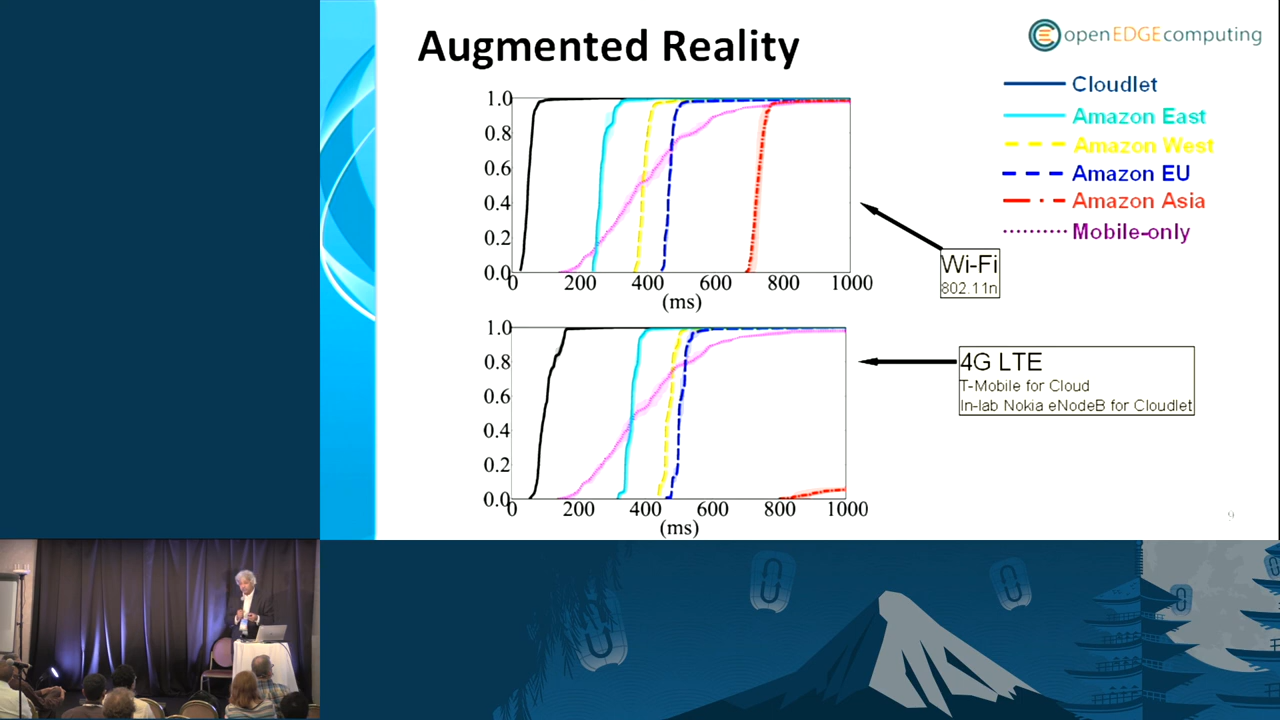 Augmented Reality
openEDGEcomputing
Cloudlet
Amazon East
Amazon West
Amazon EU
Amazon Asia
Mobile-only
1.0
0.8
0.6
0.4
0.2
0.0
0 200 400 600 800 1000
(ms)
Wi-Fi
802.11n
1.0
0.8
0.6
0.4
0.2
0.0
0 200 400 600 800 1000
(ms)
4G LTE
T-Mobile for Cloud
In-lab Nokia eNodeB for Cloudlet
9